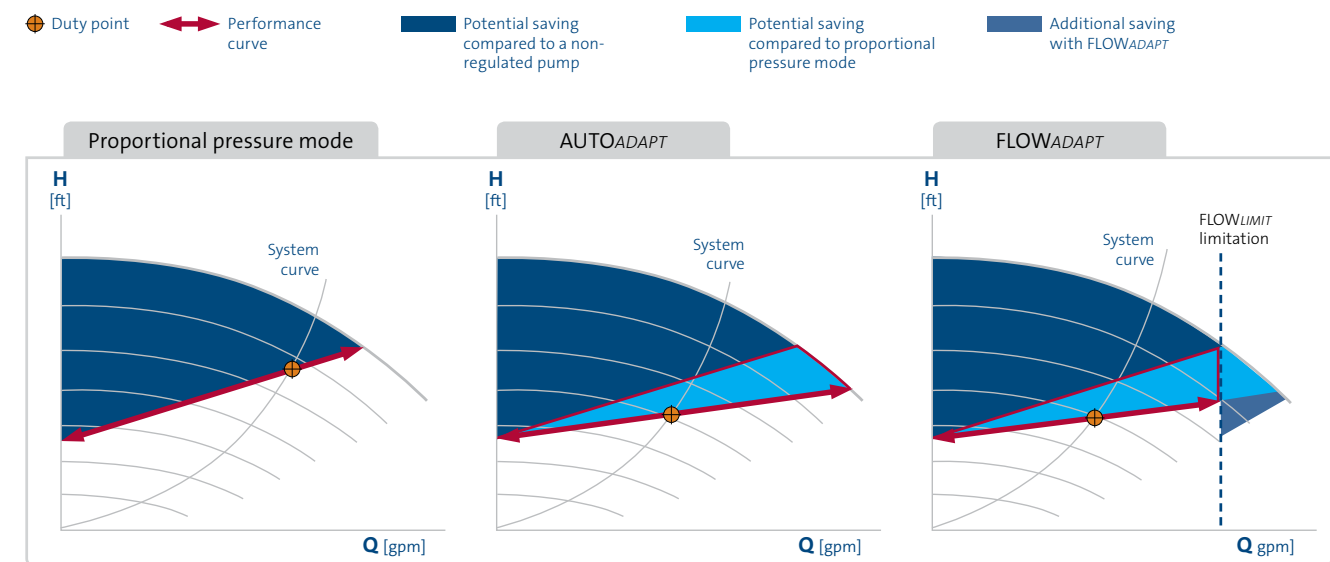 Duty point
Performance
curve
Potential saving
compared to a non-
regulated pump
Potential saving
compared to proportional
pressure mode
Additional saving
with FLOWADAPT
Proportional pressure mode
H
[ft]
System
curve
Q [gpm]
AUTOADAPT
H
[ft]
System
curve
Q [gpm]
FLOWADAPT
H
[ft]
System
curve
FLOWLIMIT
limitation
Q gpm]